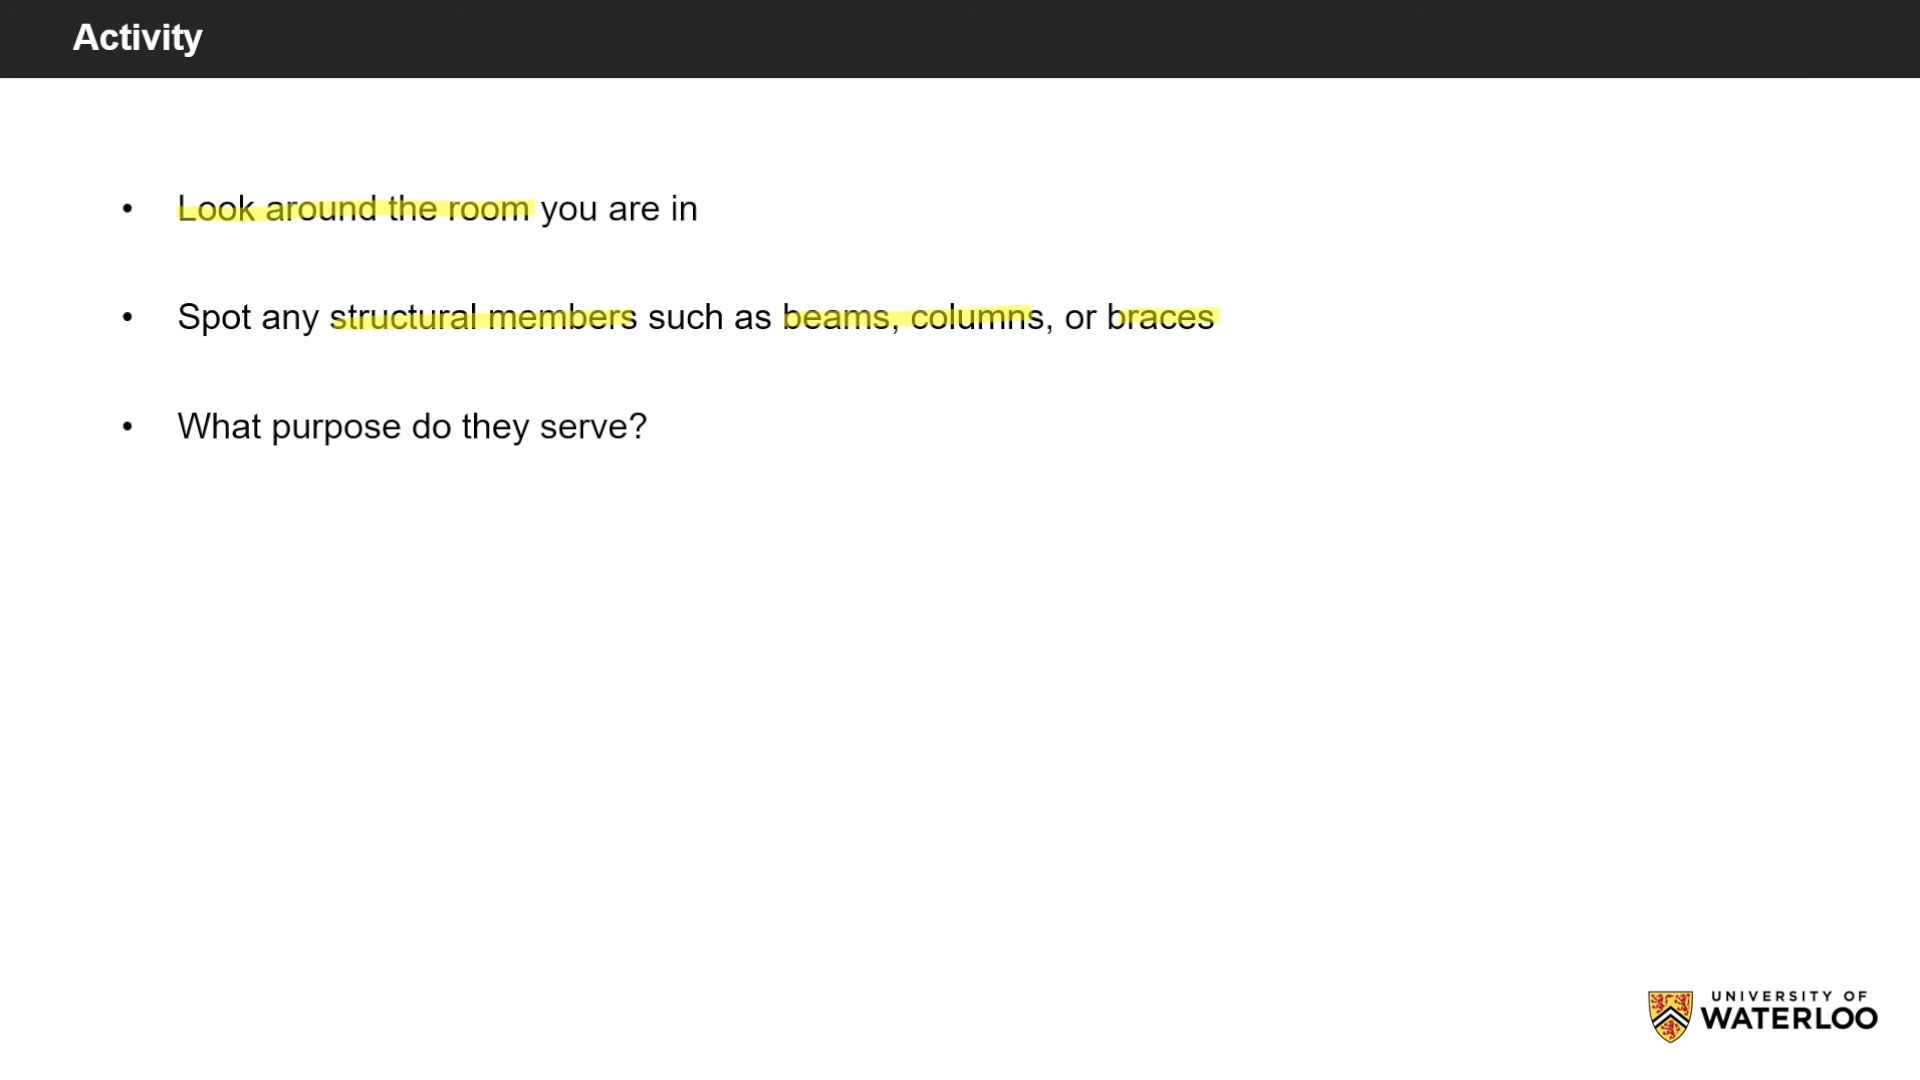 Activity
• Look around the room you are in
• Spot any structural members such as beams, columns, or braces
• What purpose do they serve?
UNIVERSITY OF
WATERLOO